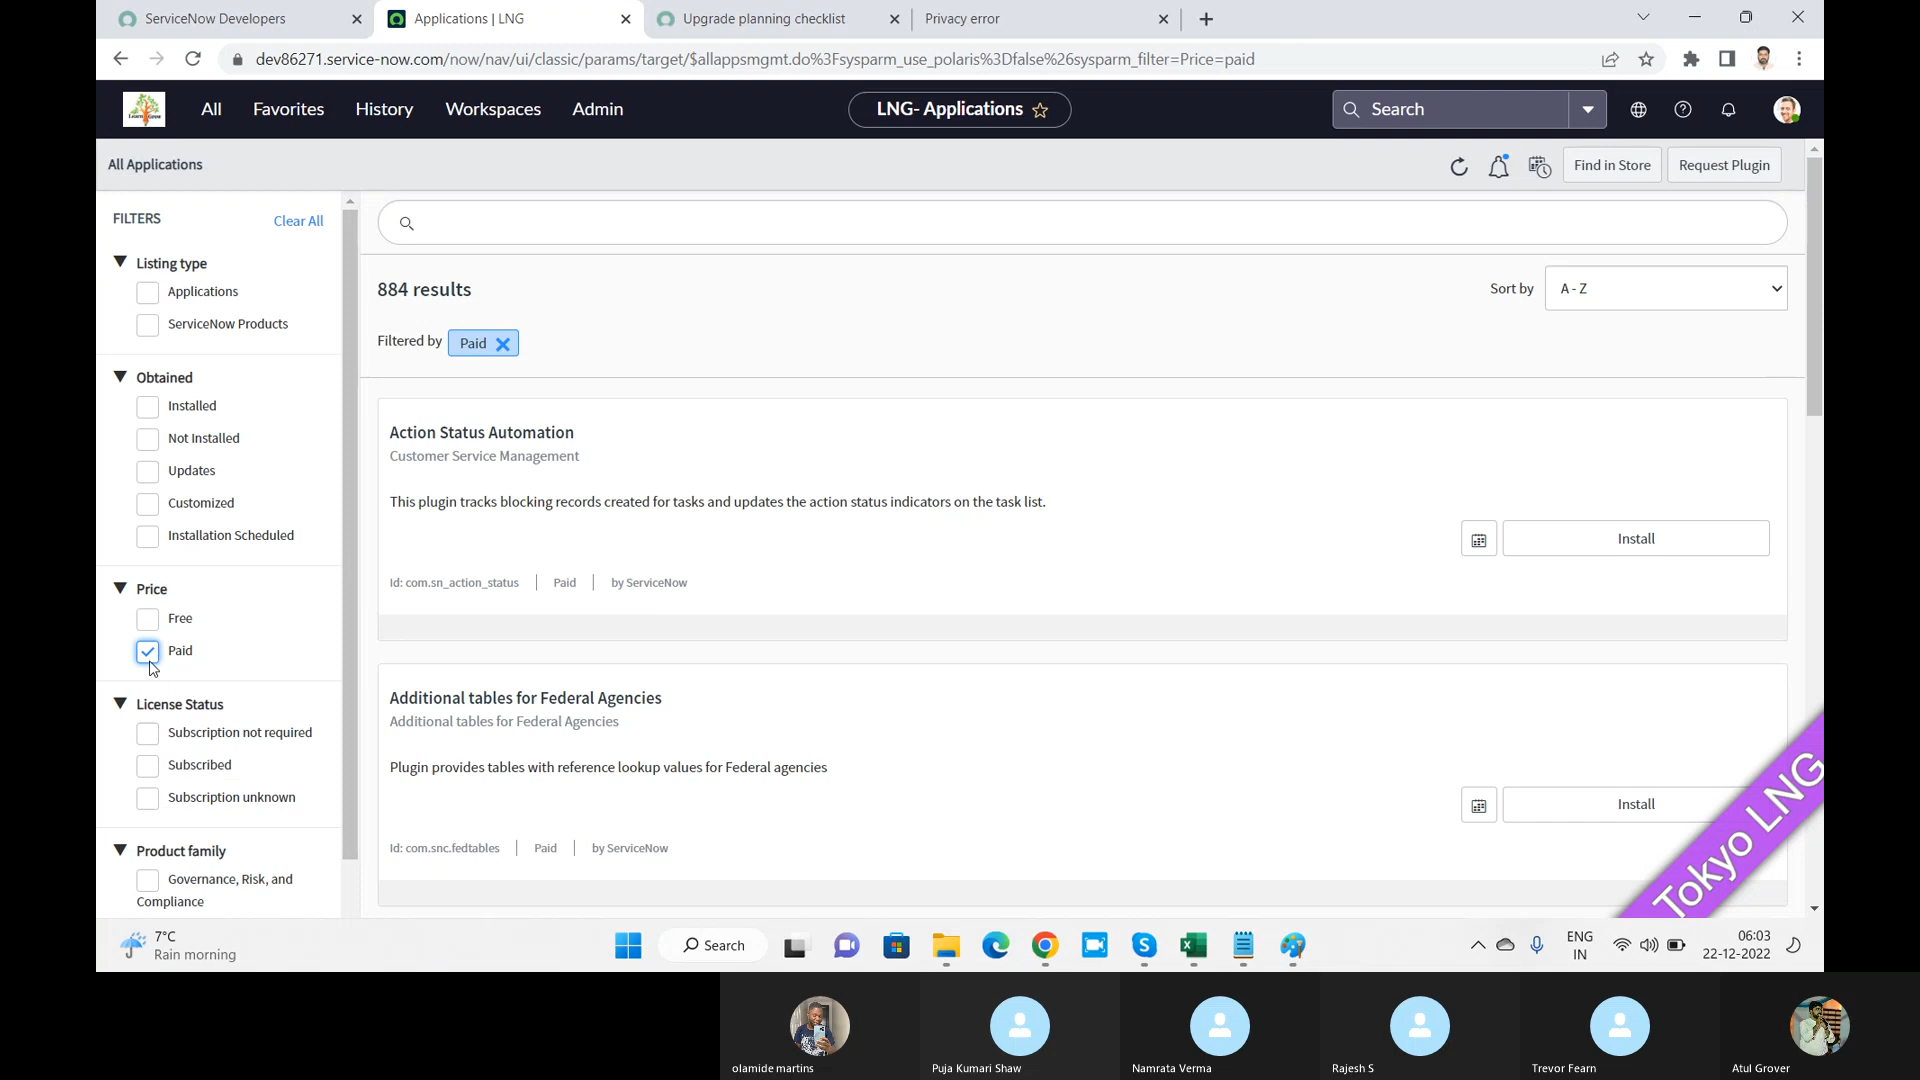 ServiceNow Developers
Applications | LNG
Upgrade planning checklist
Privacy error
dev86271.service-now.com/now/nav/ui/classic/params/target/$allappsmgmt.do%3Fsysparm_use_polaris%3Dfalse%26sysparm_filter=Price=paid
All
Favorites
History
Workspaces
Admin
LNG- Applications
Search
All Applications
Find in Store
Request Plugin
FILTERS
Clear All
Listing type
Applications
ServiceNow Products
Obtained
Installed
Not Installed
Updates
Customized
Installation Scheduled
Price
Free
Paid
License Status
Subscription not required
Subscribed
Subscription unknown
Product family
Governance, Risk, and
Compliance
884 results
Sort by
A - Z
Filtered by
Paid
Action Status Automation
Customer Service Management
This plugin tracks blocking records created for tasks and updates the action status indicators on the task list.
Install
Id: com.sn_action_status
Paid
by ServiceNow
Additional tables for Federal Agencies
Additional tables for Federal Agencies
Plugin provides tables with reference lookup values for Federal agencies
Install
Id: com.snc.fedtables
Paid
by ServiceNow
Tokyo LNG
7°C
Rain morning
Search
ENG
IN
06:03
22-12-2022
olamide martins
Puja Kumari Shaw
Namrata Verma
Rajesh S
Trevor Fearn
Atul Grover